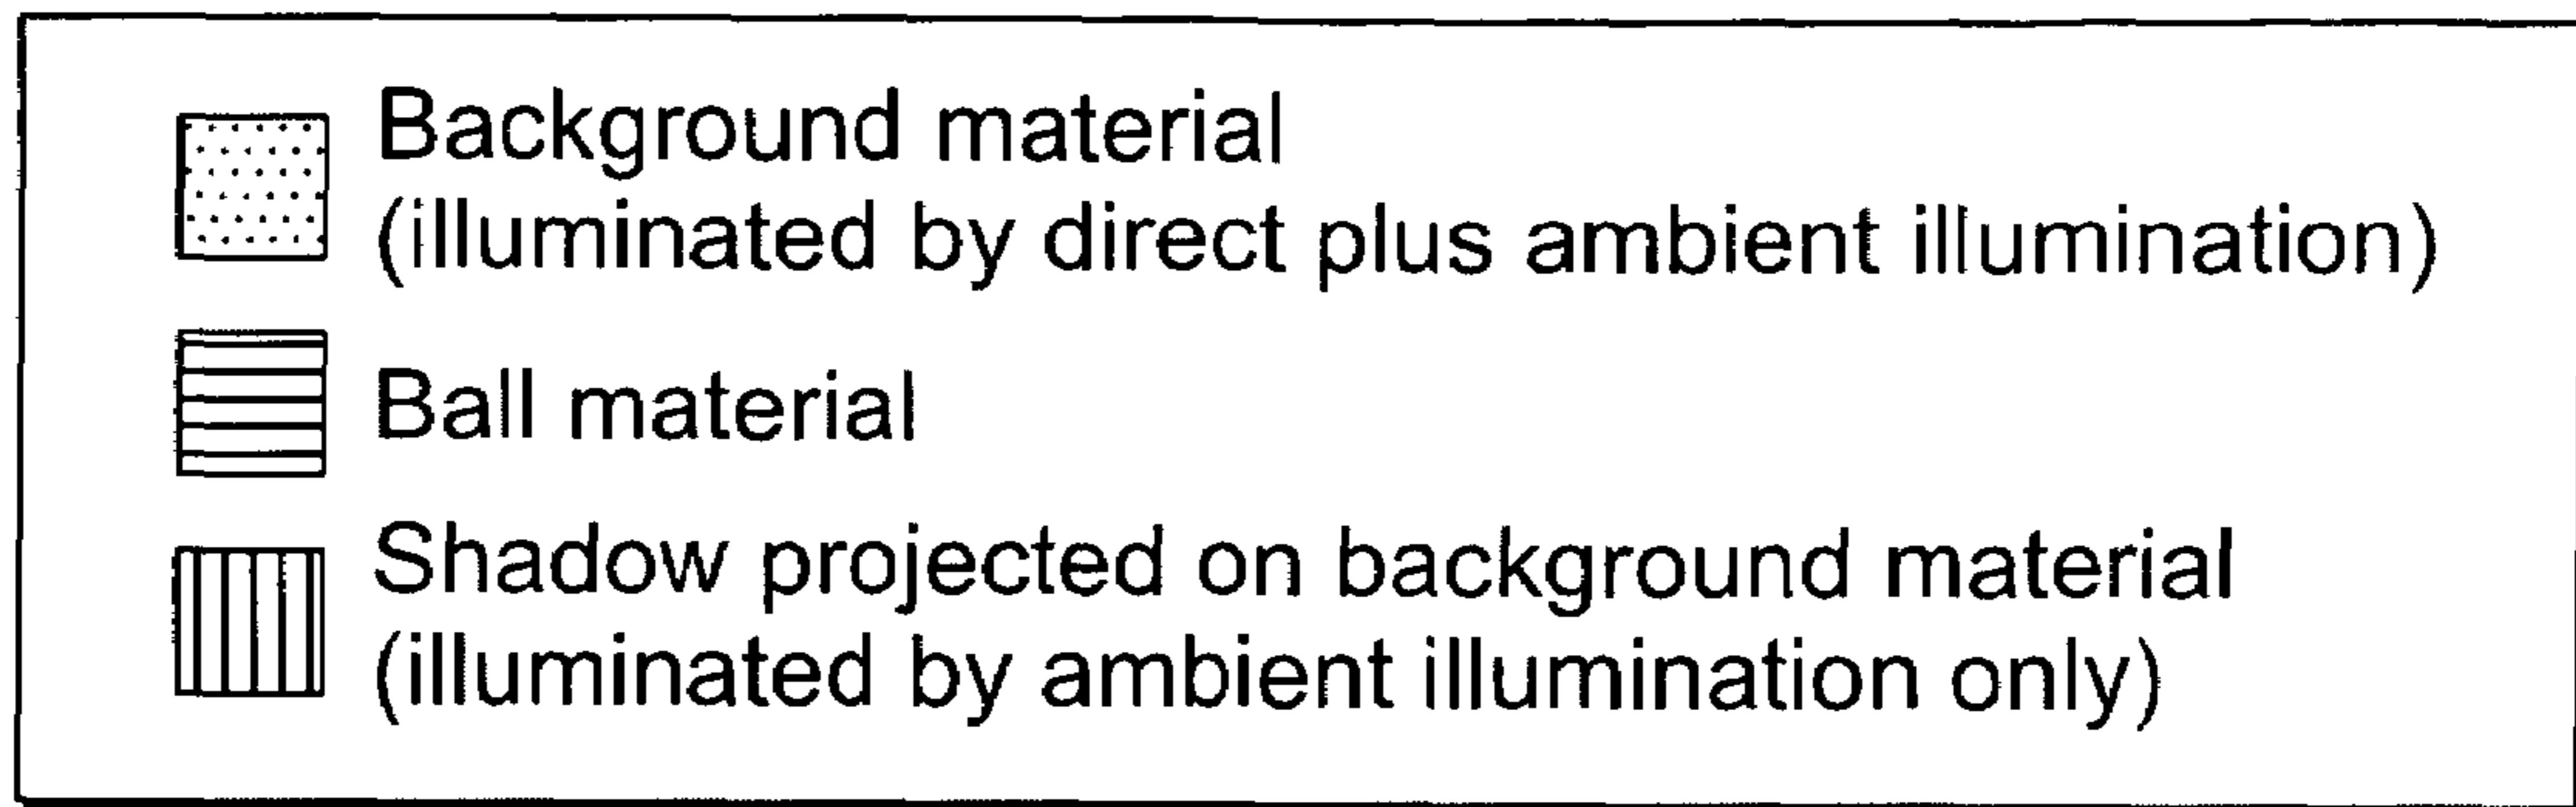 Background material
(illuminated by direct plus ambient illumination)
Ball material
Shadow projected on background material
(illuminated by ambient illumination only)